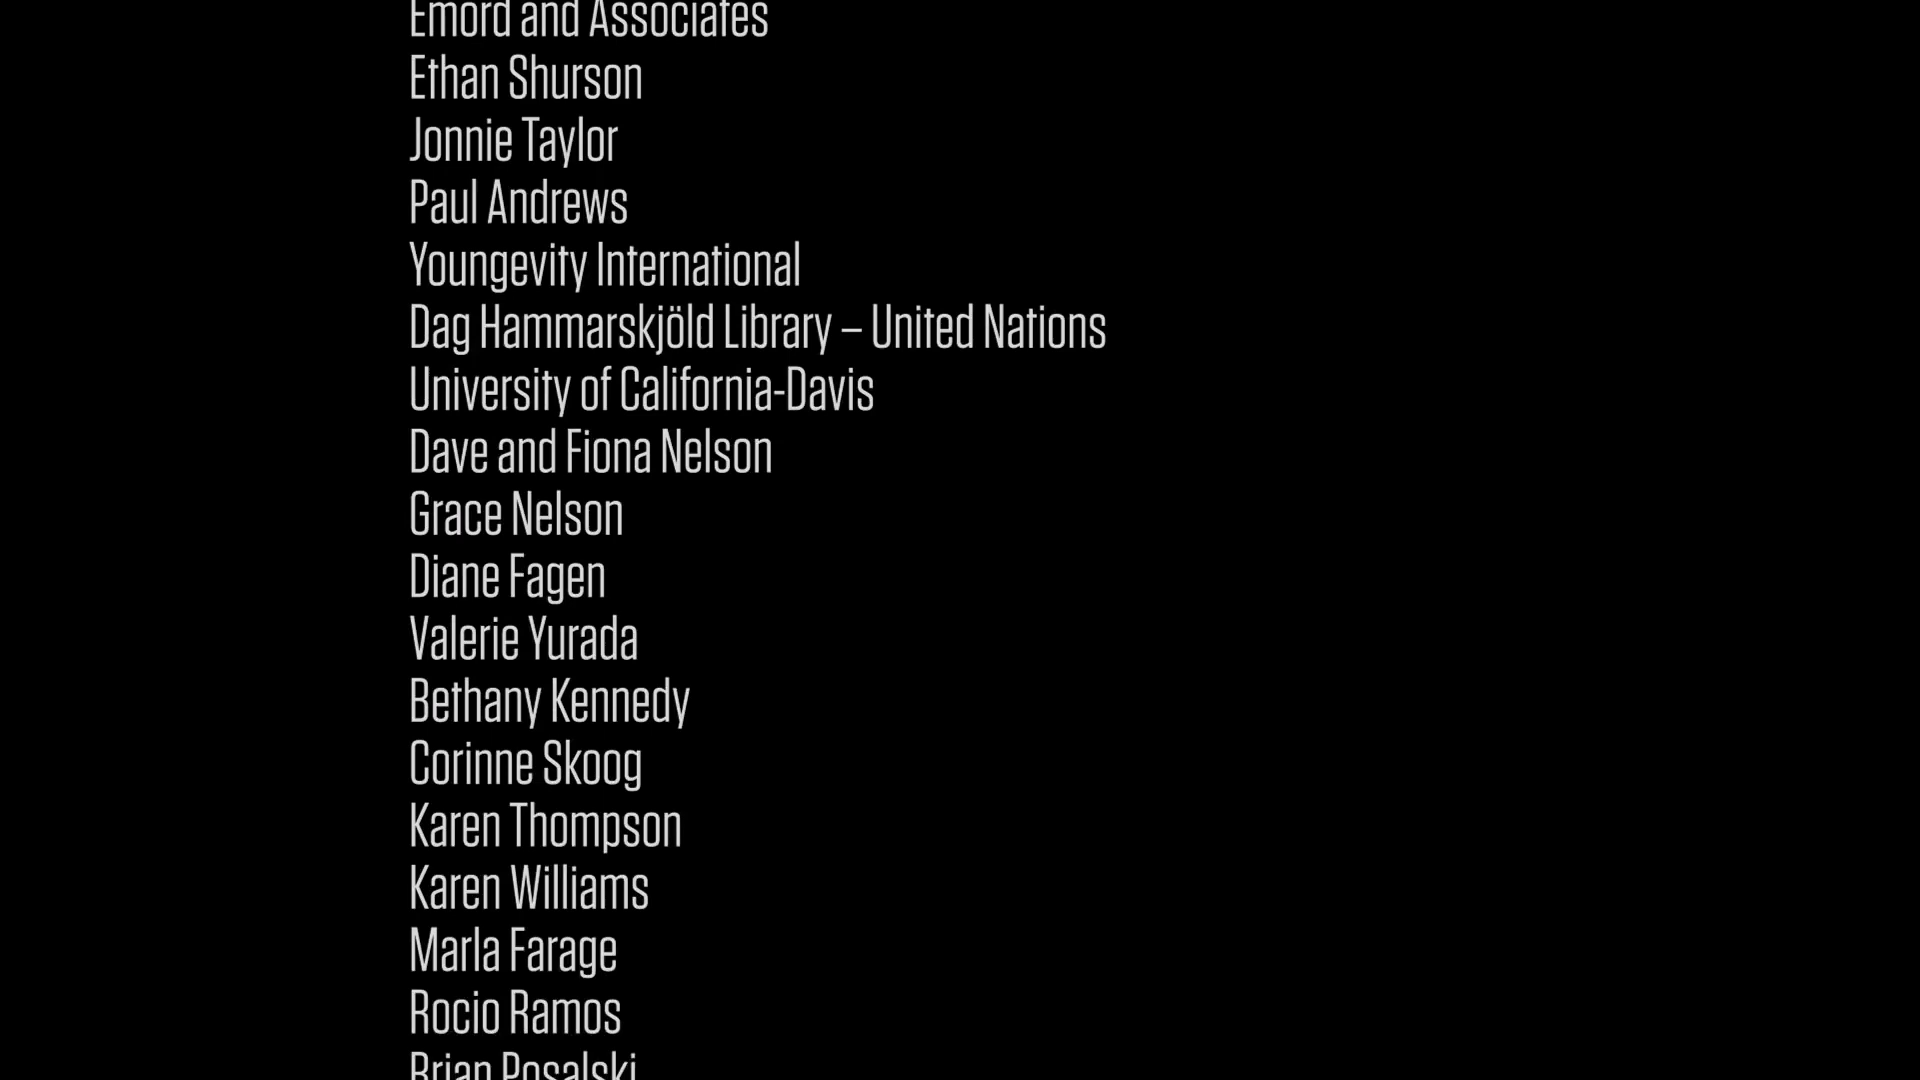 Emord and Associates
Ethan Shurson
Jonnie Taylor
Paul Andrews
Youngevity International
Dag Hammarskjöld Library – United Nations
University of California-Davis
Dave and Fiona Nelson
Grace Nelson
Diane Fagen
Valerie Yurada
Bethany Kennedy
Corinne Skoog
Karen Thompson
Karen Williams
Marla Farage
Rocio Ramos
Brian Posalski